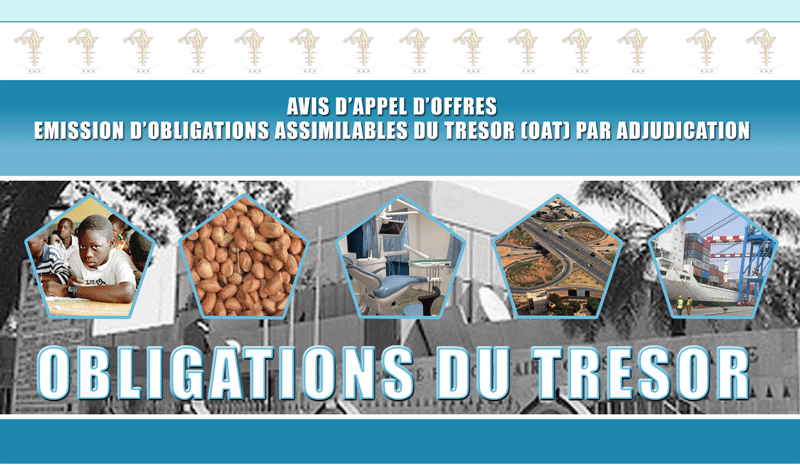 AVIS D'APPEL D'OFFRES
EMISSION D'OBLIGATIONS ASSIMILABLES DU TRESOR (OAT) PAR ADJUDICATION
OBLIGATIONS DU TRESOR